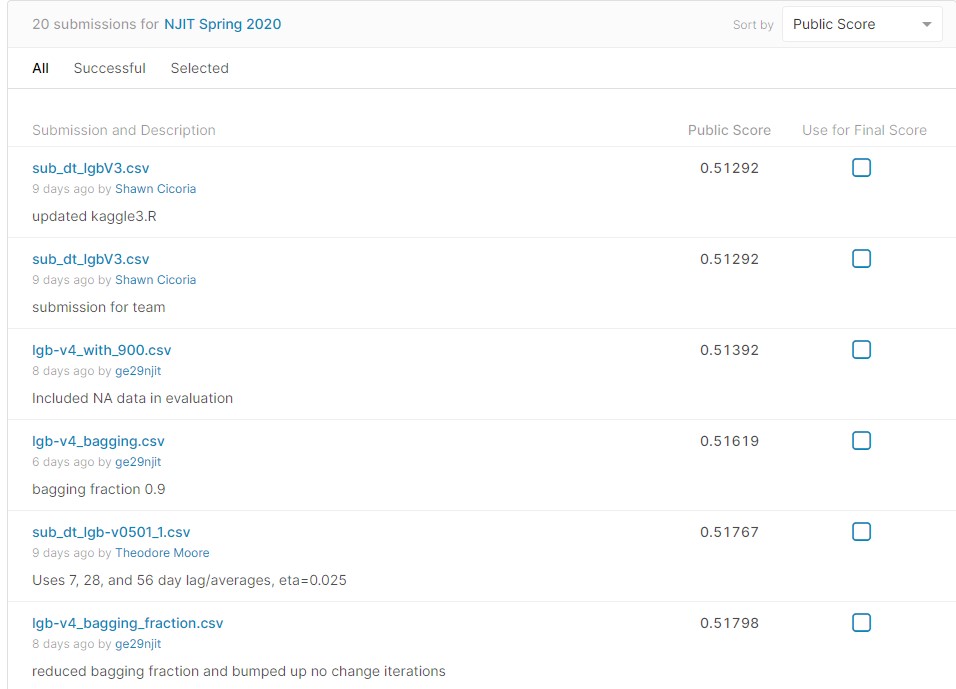 20 submissions for NJIT Spring 2020
Sort by Public Score
All Successful Selected
Submission and Description Public Score Use for Final Score
sub_dt_lgbV3.csv 0.51292
9 days ago by Shawn Cicoria
updated kaggle3.R
sub_dt_lgbV3.csv 0.51292
9 days ago by Shawn Cicoria
submission for team
lgb-v4_with_900.csv 0.51392
8 days ago by ge29njit
Included NA data in evaluation
lgb-v4_bagging.csv 0.51619
6 days ago by ge29njit
bagging fraction 0.9
sub_dt_lgb-v0501_1.csv 0.51767
9 days ago by Theodore Moore
Uses 7, 28, and 56 day lag/averages, eta=0.025
lgb-v4_bagging_fraction.csv 0.51798
8 days ago by ge29njit
reduced bagging fraction and bumped up no change iterations